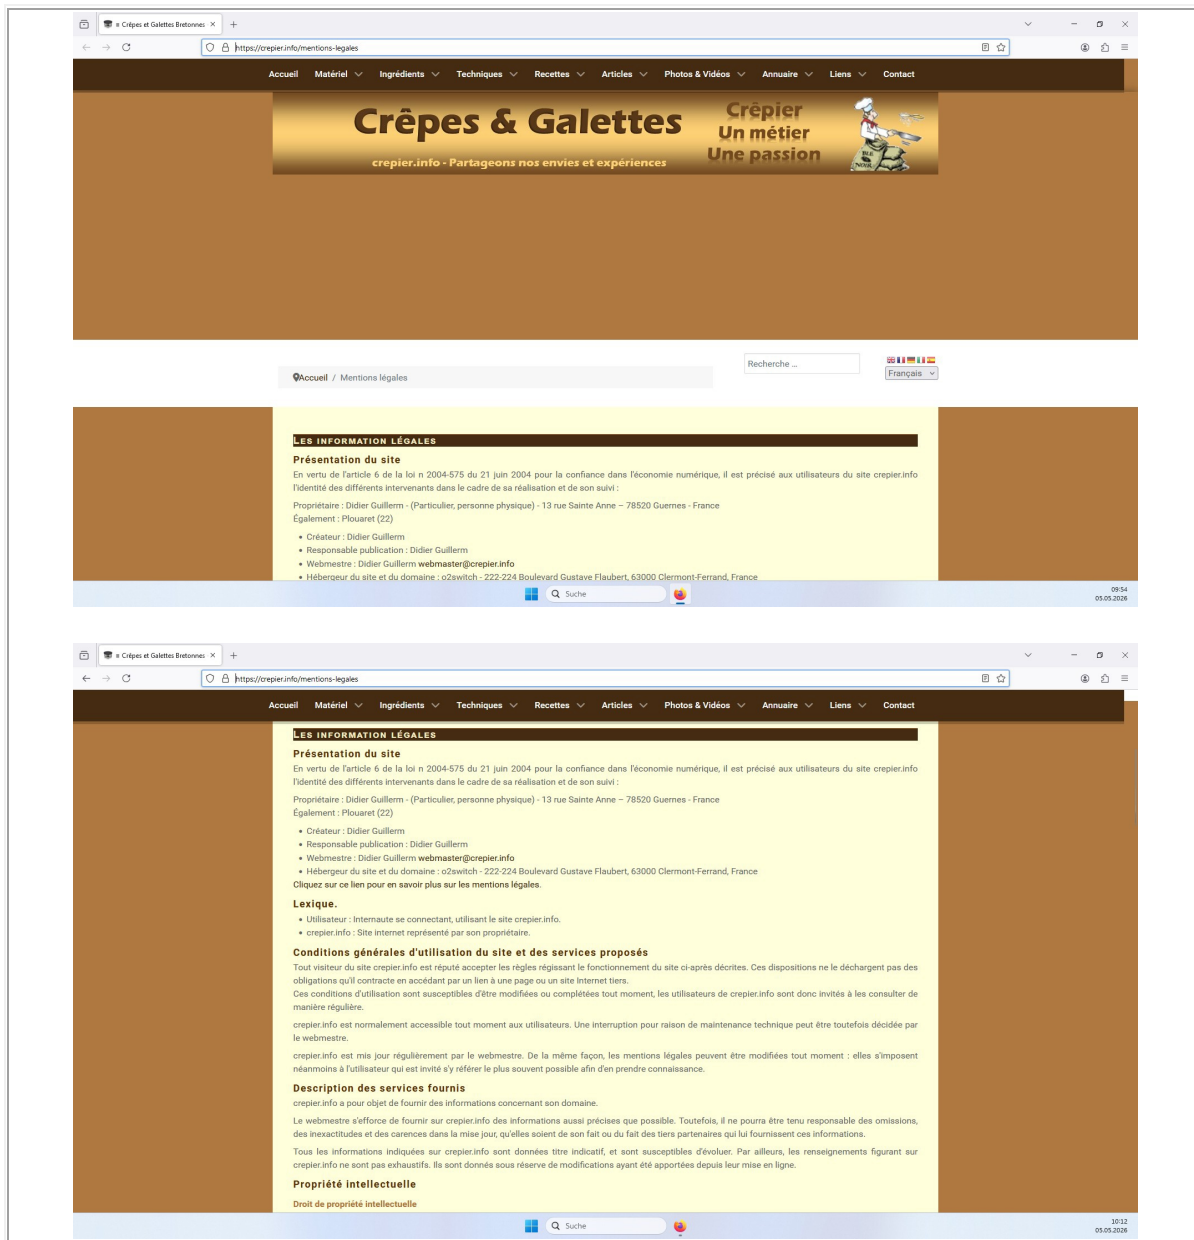 ≡ Crêpes et Galettes Bretonnes
https://crepier.info/mentions-legales
Accueil Matériel Ingrédients Techniques Recettes Articles Photos & Vidéos Annuaire Liens Contact
Crêpes & Galettes
crepier.info - Partageons nos envies et expériences
Crêpier
Un métier
Une passion
BLÉ
NOIR
Recherche ...
Français
Accueil / Mentions légales
Les information légales
Présentation du site
En vertu de l'article 6 de la loi n 2004-575 du 21 juin 2004 pour la confiance dans l'économie numérique, il est précisé aux utilisateurs du site crepier.info
l'identité des différents intervenants dans le cadre de sa réalisation et de son suivi :
Propriétaire : Didier Guillerm - (Particulier, personne physique) - 13 rue Sainte Anne – 78520 Guernes - France
Également : Plouaret (22)
• Créateur : Didier Guillerm
• Responsable publication : Didier Guillerm
• Webmestre : Didier Guillerm webmaster@crepier.info
• Hébergeur du site et du domaine : o2switch - 222-224 Boulevard Gustave Flaubert, 63000 Clermont-Ferrand, France
Suche
09:54
05.05.2026
≡ Crêpes et Galettes Bretonnes
https://crepier.info/mentions-legales
Accueil Matériel Ingrédients Techniques Recettes Articles Photos & Vidéos Annuaire Liens Contact
Les information légales
Présentation du site
En vertu de l'article 6 de la loi n 2004-575 du 21 juin 2004 pour la confiance dans l'économie numérique, il est précisé aux utilisateurs du site crepier.info
l'identité des différents intervenants dans le cadre de sa réalisation et de son suivi :
Propriétaire : Didier Guillerm - (Particulier, personne physique) - 13 rue Sainte Anne – 78520 Guernes - France
Également : Plouaret (22)
• Créateur : Didier Guillerm
• Responsable publication : Didier Guillerm
• Webmestre : Didier Guillerm webmaster@crepier.info
• Hébergeur du site et du domaine : o2switch - 222-224 Boulevard Gustave Flaubert, 63000 Clermont-Ferrand, France
Cliquez sur ce lien pour en savoir plus sur les mentions légales.
Lexique.
• Utilisateur : Internaute se connectant, utilisant le site crepier.info.
• crepier.info : Site internet représenté par son propriétaire.
Conditions générales d'utilisation du site et des services proposés
Tout visiteur du site crepier.info est réputé accepter les règles régissant le fonctionnement du site ci-après décrites. Ces dispositions ne le déchargent pas des
obligations qu'il contracte en accédant par un lien à une page ou un site Internet tiers.
Ces conditions d'utilisation sont susceptibles d'être modifiées ou complétées tout moment, les utilisateurs de crepier.info sont donc invités à les consulter de
manière régulière.
crepier.info est normalement accessible tout moment aux utilisateurs. Une interruption pour raison de maintenance technique peut être toutefois décidée par
le webmestre.
crepier.info est mis jour régulièrement par le webmestre. De la même façon, les mentions légales peuvent être modifiées tout moment : elles s'imposent
néanmoins à l'utilisateur qui est invité s'y référer le plus souvent possible afin d'en prendre connaissance.
Description des services fournis
crepier.info a pour objet de fournir des informations concernant son domaine.
Le webmestre s'efforce de fournir sur crepier.info des informations aussi précises que possible. Toutefois, il ne pourra être tenu responsable des omissions,
des inexactitudes et des carences dans la mise jour, qu'elles soient de son fait ou du fait des tiers partenaires qui lui fournissent ces informations.
Tous les informations indiquées sur crepier.info sont données titre indicatif, et sont susceptibles d'évoluer. Par ailleurs, les renseignements figurant sur
crepier.info ne sont pas exhaustifs. Ils sont donnés sous réserve de modifications ayant été apportées depuis leur mise en ligne.
Propriété intellectuelle
Droit de propriété intellectuelle
Suche
10:12
05.05.2026